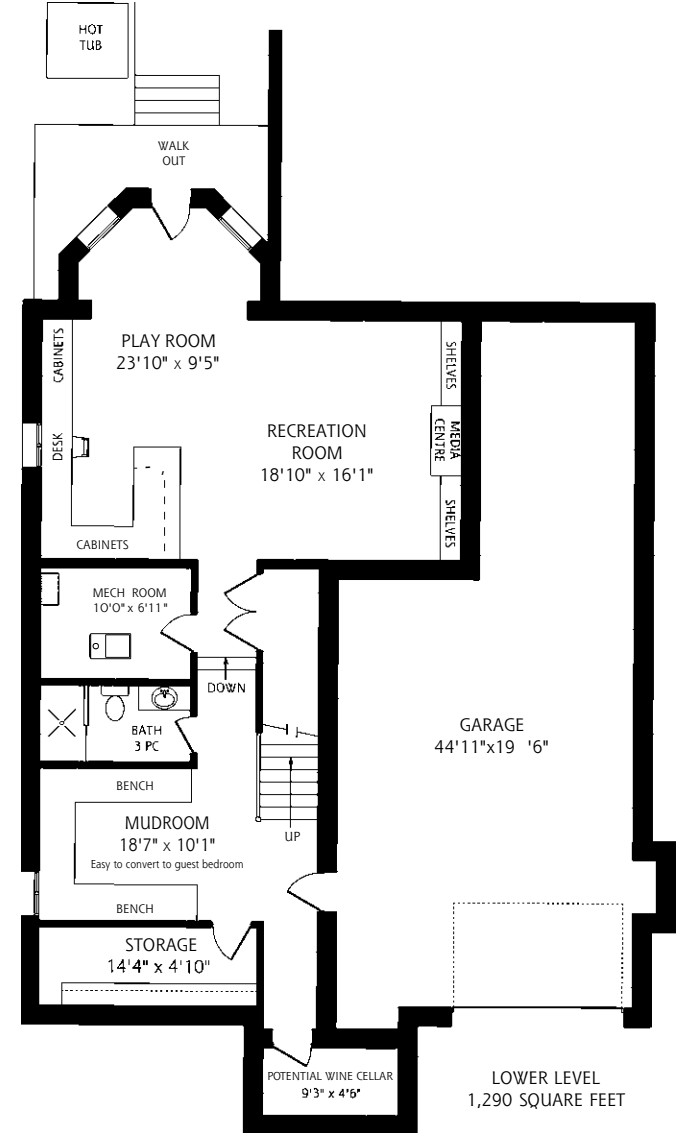 HOT
TUB
WALK
OUT
CABINETS
PLAY ROOM
23'10" x 9'5"
SHELVES
DESK
RECREATION
ROOM
18'10" x 16'1"
MEDIA
CENTRE
SHELVES
CABINETS
MECH ROOM
10'0" x 6'11"
DOWN
BATH
3 PC
GARAGE
44'11"x19 '6"
BENCH
MUDROOM
18'7" x 10'1"
Easy to convert to guest bedroom
UP
BENCH
STORAGE
14'4" x 4'10"
POTENTIAL WINE CELLAR
9'3" x 4'6"
LOWER LEVEL
1,290 SQUARE FEET